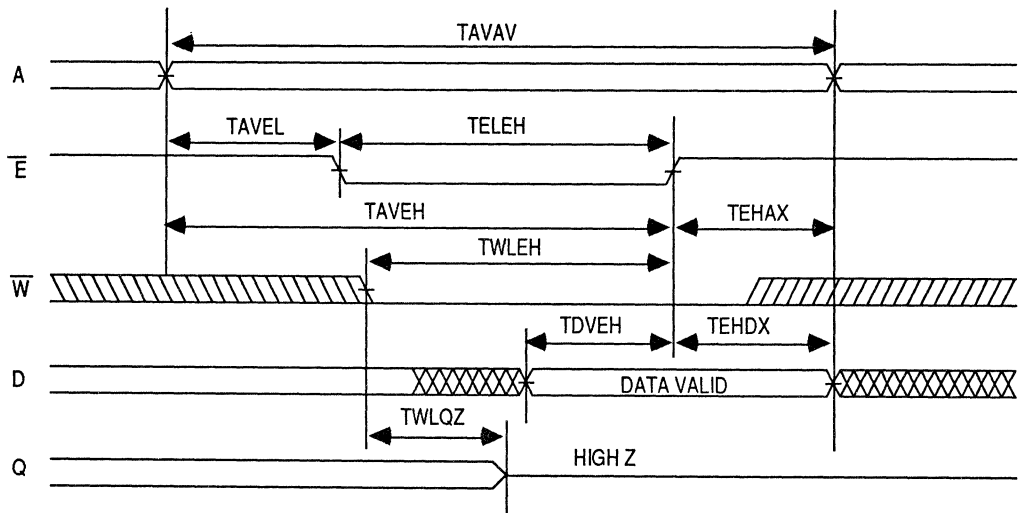 TAVAV
A
TAVEL TELEH
E
TAVEH TEHAX
TWLEH
W
TDVEH TEHDX
D DATA VALID
TWLQZ
Q HIGH Z